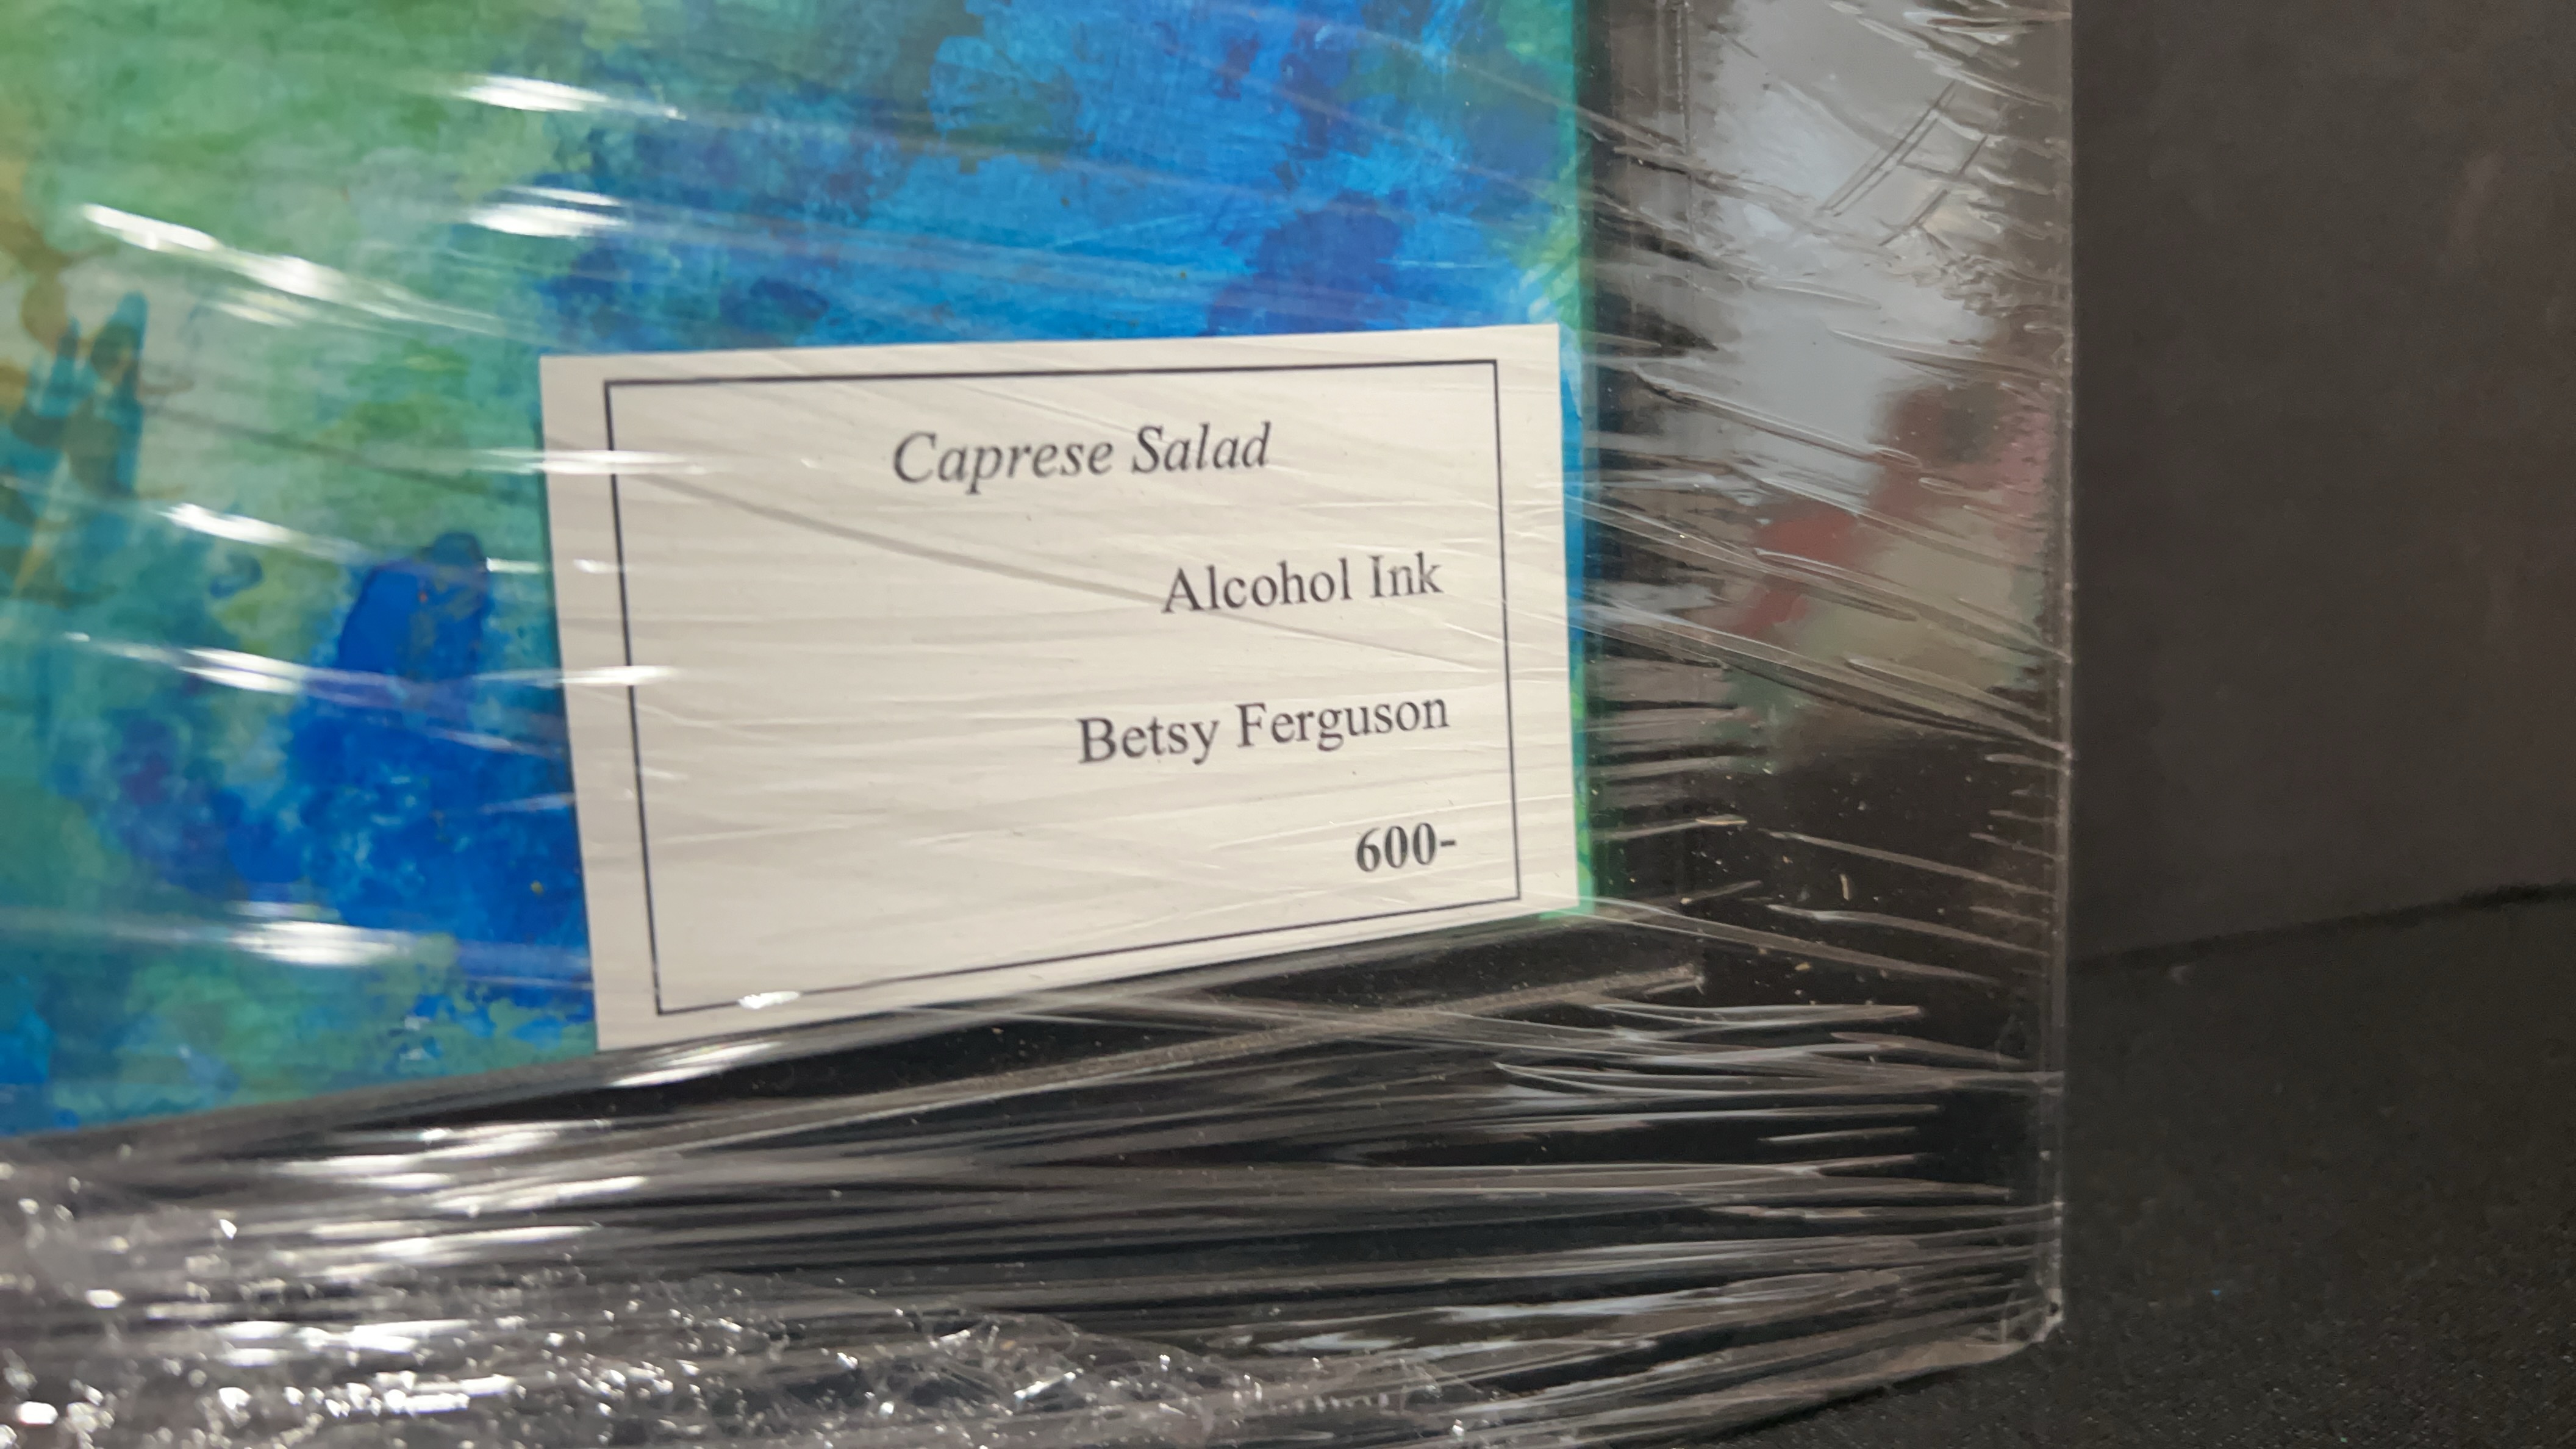 Caprese Salad
Alcohol Ink
Betsy Ferguson
600-